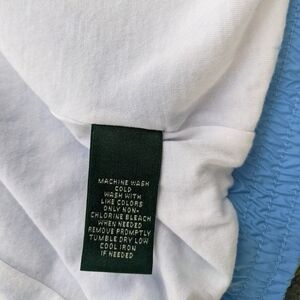 MACHINE WASH
COLD
WASH WITH
LIKE COLORS
ONLY NON-
CHLORINE BLEACH
WHEN NEEDED
REMOVE PROMPTLY
TUMBLE DRY LOW
COOL IRON
IF NEEDED